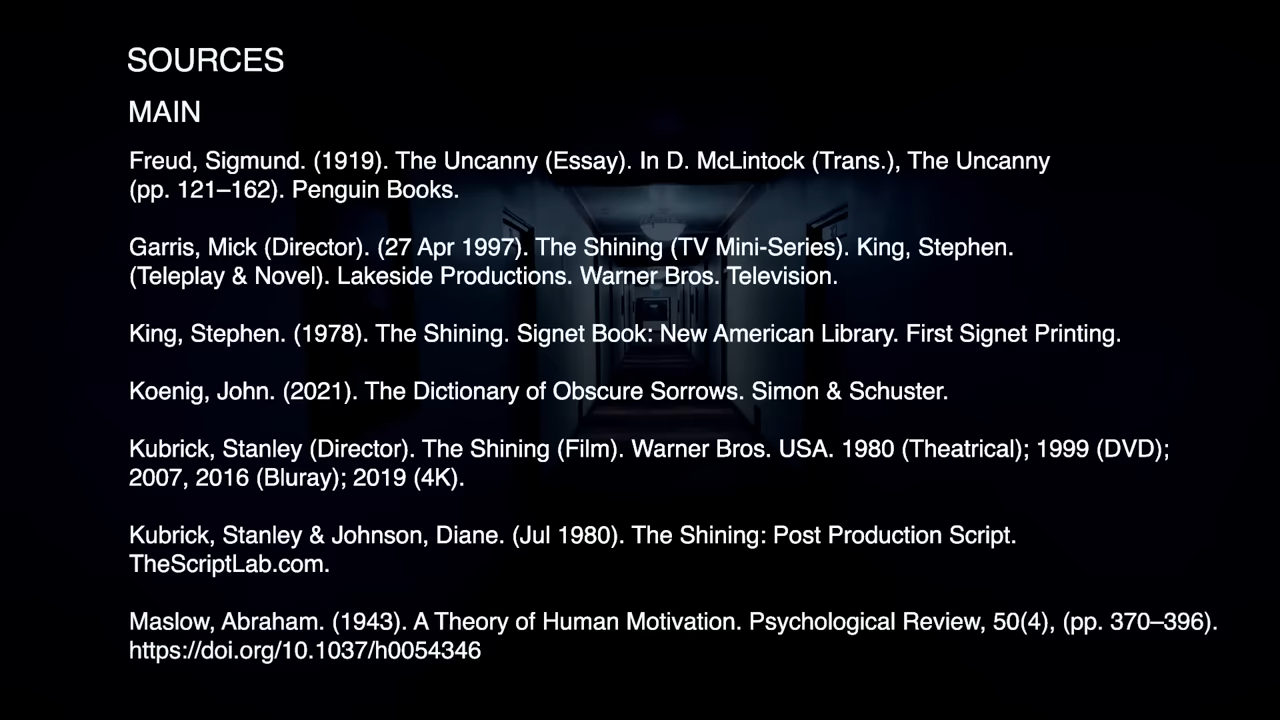 SOURCES
MAIN
Freud, Sigmund. (1919). The Uncanny (Essay). In D. McLintock (Trans.), The Uncanny
(pp. 121–162). Penguin Books.
Garris, Mick (Director). (27 Apr 1997). The Shining (TV Mini-Series). King, Stephen.
(Teleplay & Novel). Lakeside Productions. Warner Bros. Television.
King, Stephen. (1978). The Shining. Signet Book: New American Library. First Signet Printing.
Koenig, John. (2021). The Dictionary of Obscure Sorrows. Simon & Schuster.
Kubrick, Stanley (Director). The Shining (Film). Warner Bros. USA. 1980 (Theatrical); 1999 (DVD);
2007, 2016 (Bluray); 2019 (4K).
Kubrick, Stanley & Johnson, Diane. (Jul 1980). The Shining: Post Production Script.
TheScriptLab.com.
Maslow, Abraham. (1943). A Theory of Human Motivation. Psychological Review, 50(4), (pp. 370–396).
https://doi.org/10.1037/h0054346